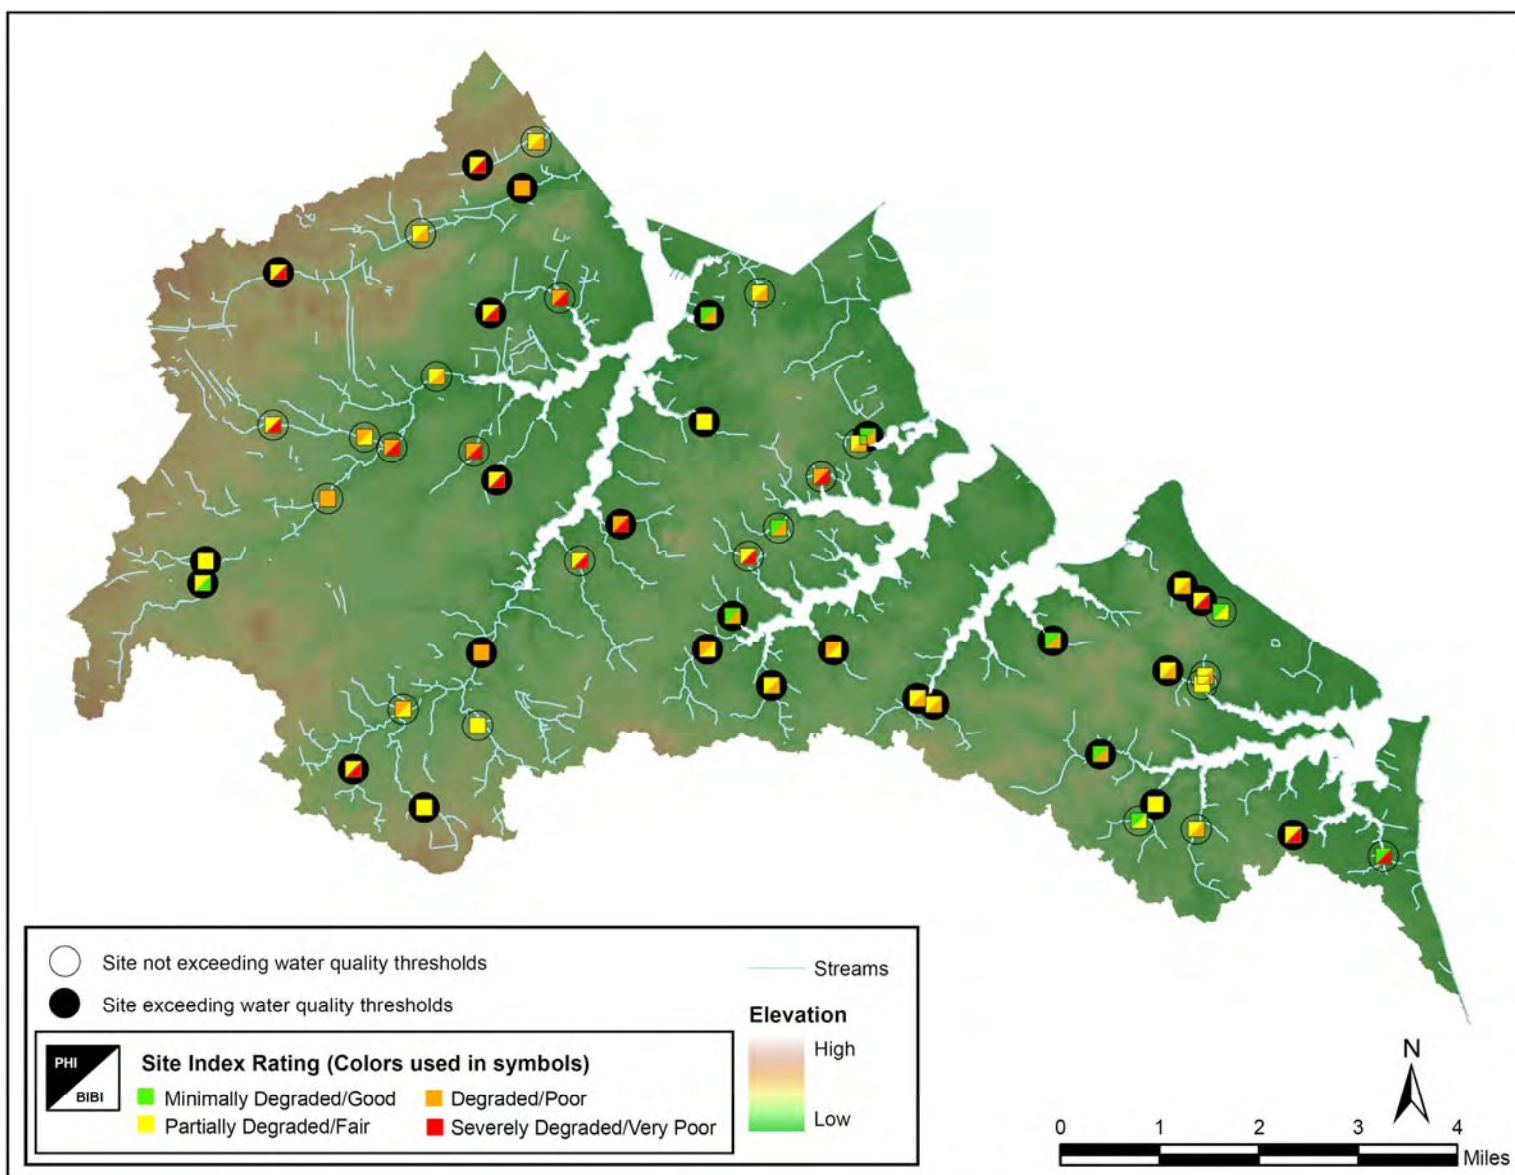 Site not exceeding water quality thresholds
Site exceeding water quality thresholds
Streams
Elevation
High
Low
PHI
BIBI
Site Index Rating (Colors used in symbols)
Minimally Degraded/Good
Degraded/Poor
Partially Degraded/Fair
Severely Degraded/Very Poor
N
0 1 2 3 4
Miles